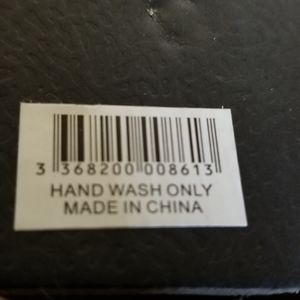 3 368200 008613
HAND WASH ONLY
MADE IN CHINA